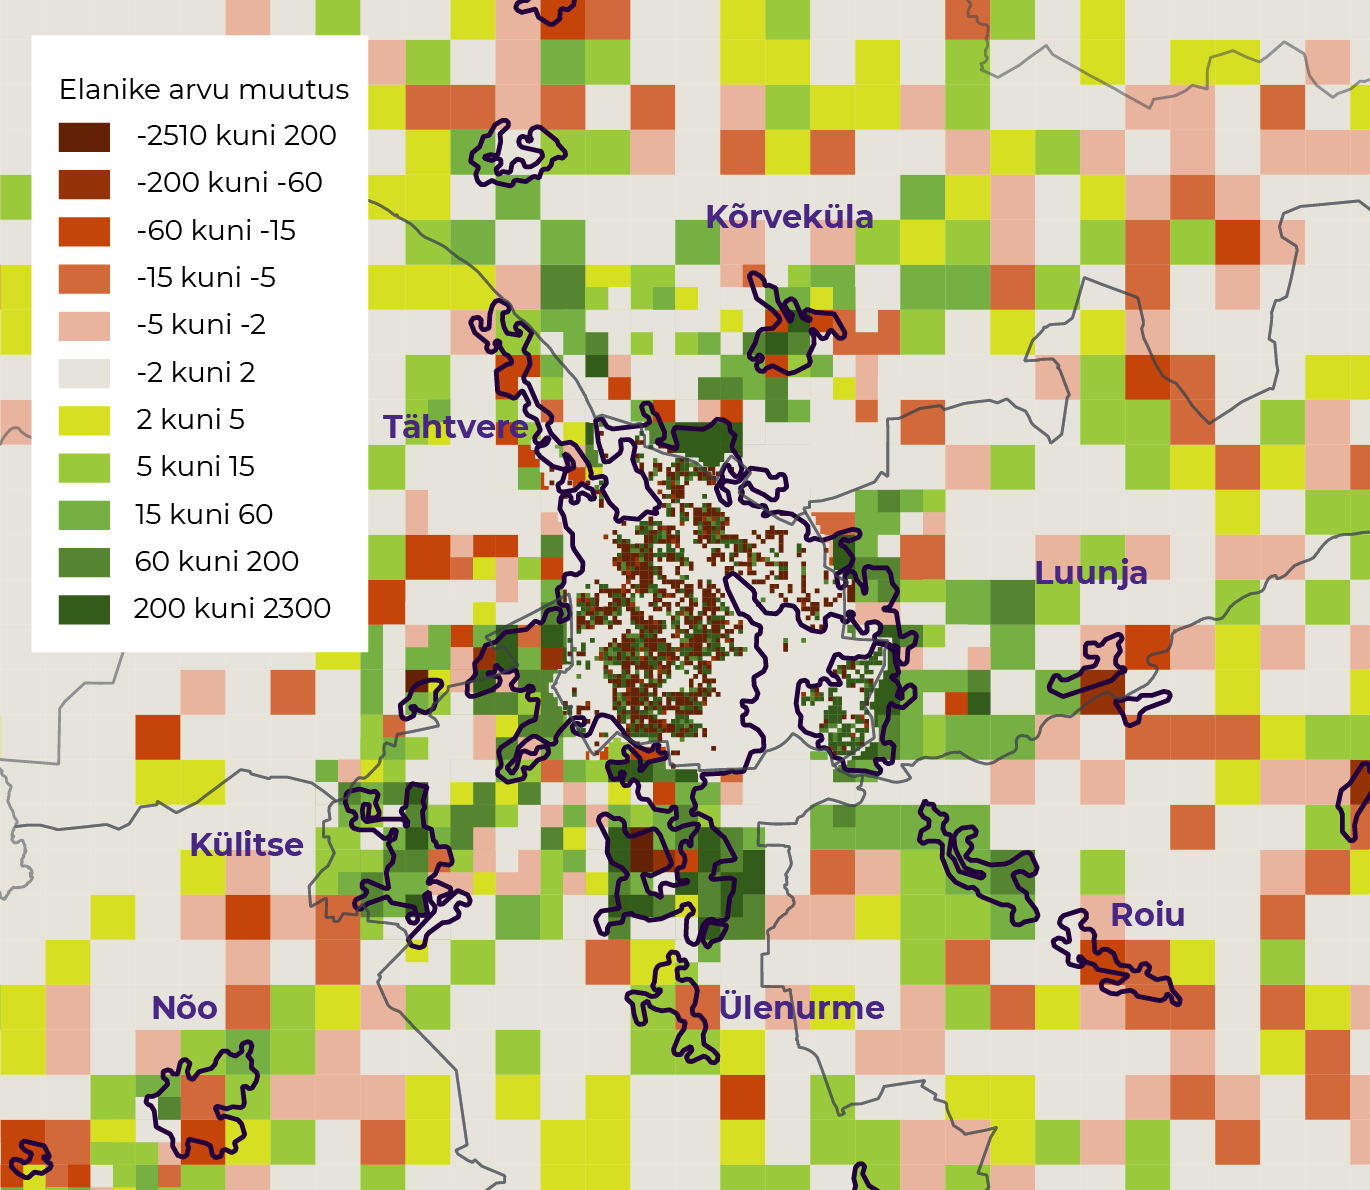 Elanike arvu muutus
-2510 kuni 200
-200 kuni -60
-60 kuni -15
-15 kuni -5
-5 kuni -2
-2 kuni 2
2 kuni 5
5 kuni 15
15 kuni 60
60 kuni 200
200 kuni 2300
Kõrveküla
Tähtvere
Luunja
Külitse
Roiu
Nõo
Ülenurme